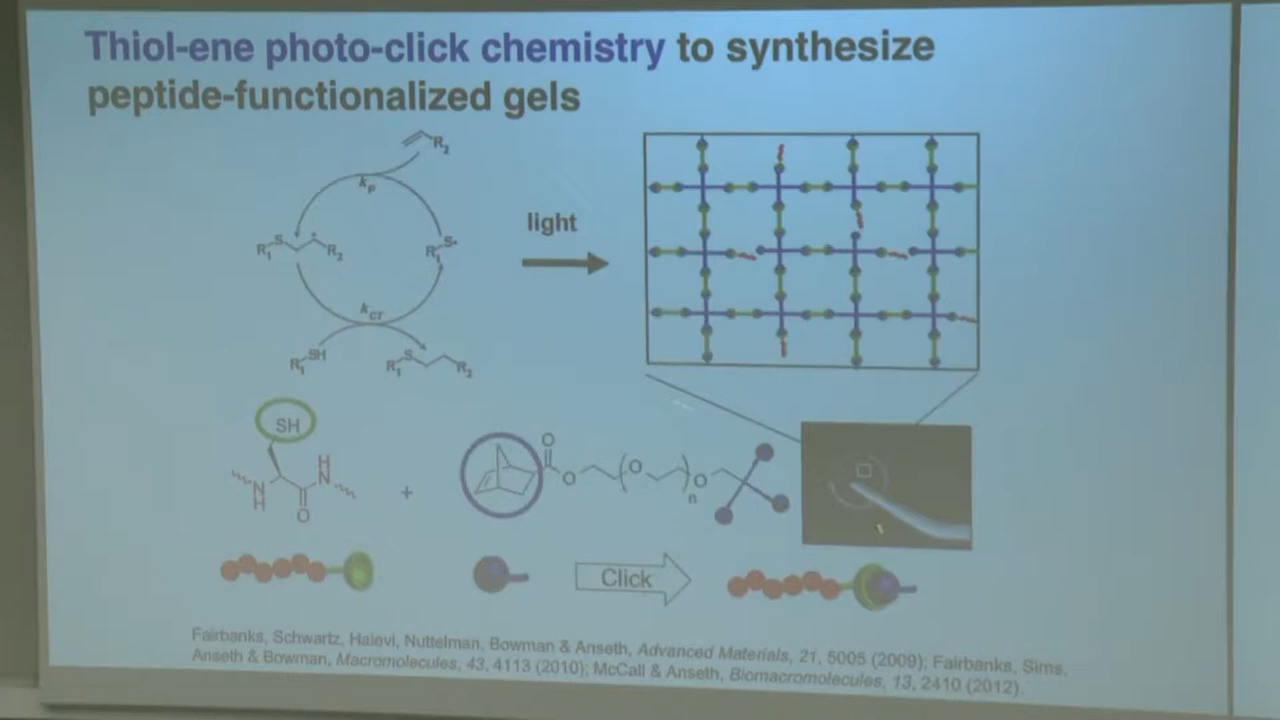 Thiol-ene photo-click chemistry to synthesize
peptide-functionalized gels
R2
kp
R1 S R2
R1 S•
light
kcr
R1 SH
R1 S R2
SH
N
H
O
H
N
+
O
O
O
n
O
Click
Fairbanks, Schwartz, Halevi, Nuttelman, Bowman & Anseth, Advanced Materials, 21, 5005 (2009); Fairbanks, Sims,
Anseth & Bowman, Macromolecules, 43, 4113 (2010); McCall & Anseth, Biomacromolecules, 13, 2410 (2012).